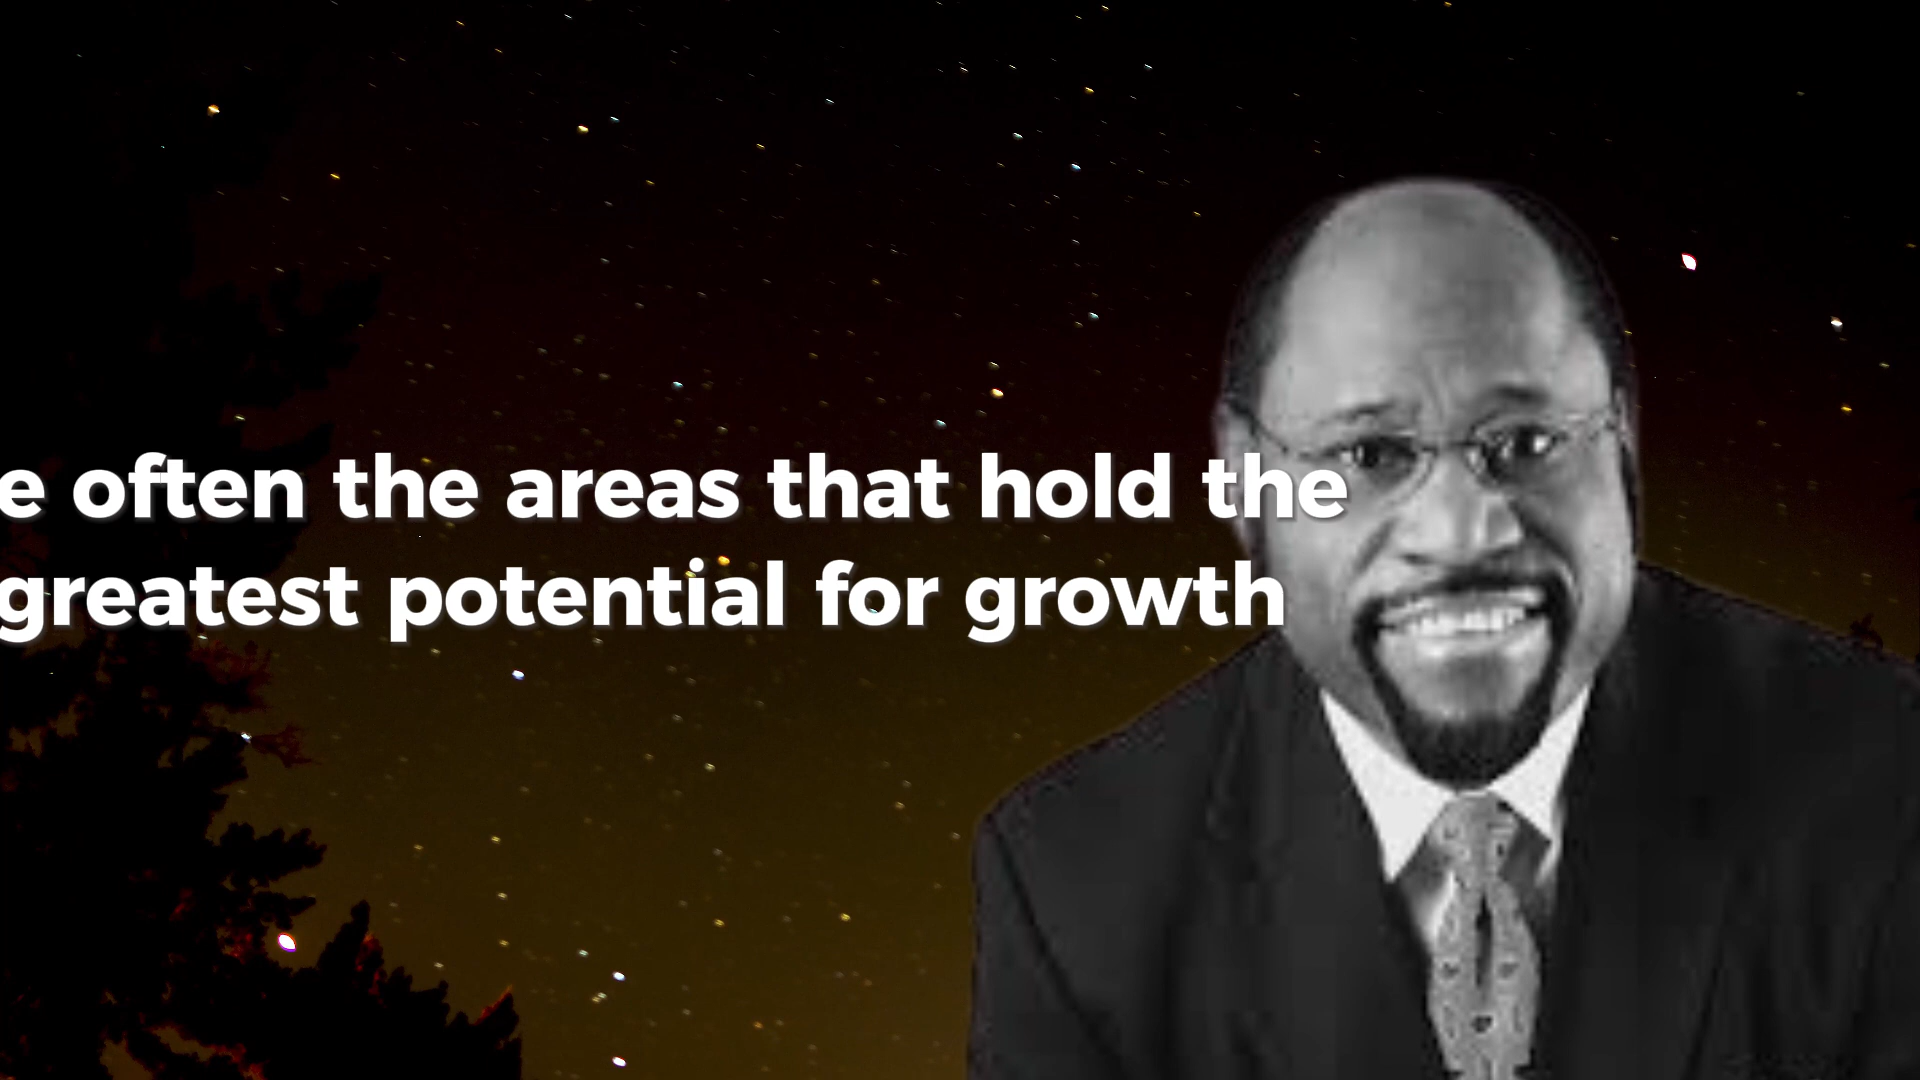 e often the areas that hold the
greatest potential for growth